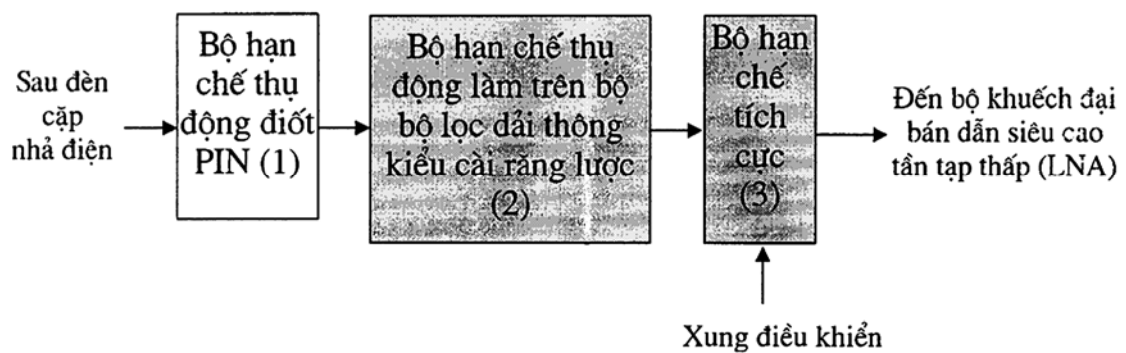 Sau đèn
cặp
nhả điện
Bộ hạn
chế thụ
động điốt
PIN (1)
Bộ hạn chế thụ
động làm trên bộ
bộ lọc dải thông
kiểu cài răng lược
(2)
Bộ hạn
chế
tích
cực
(3)
Đến bộ khuếch đại
bán dẫn siêu cao
tần tạp thấp (LNA)
Xung điều khiển